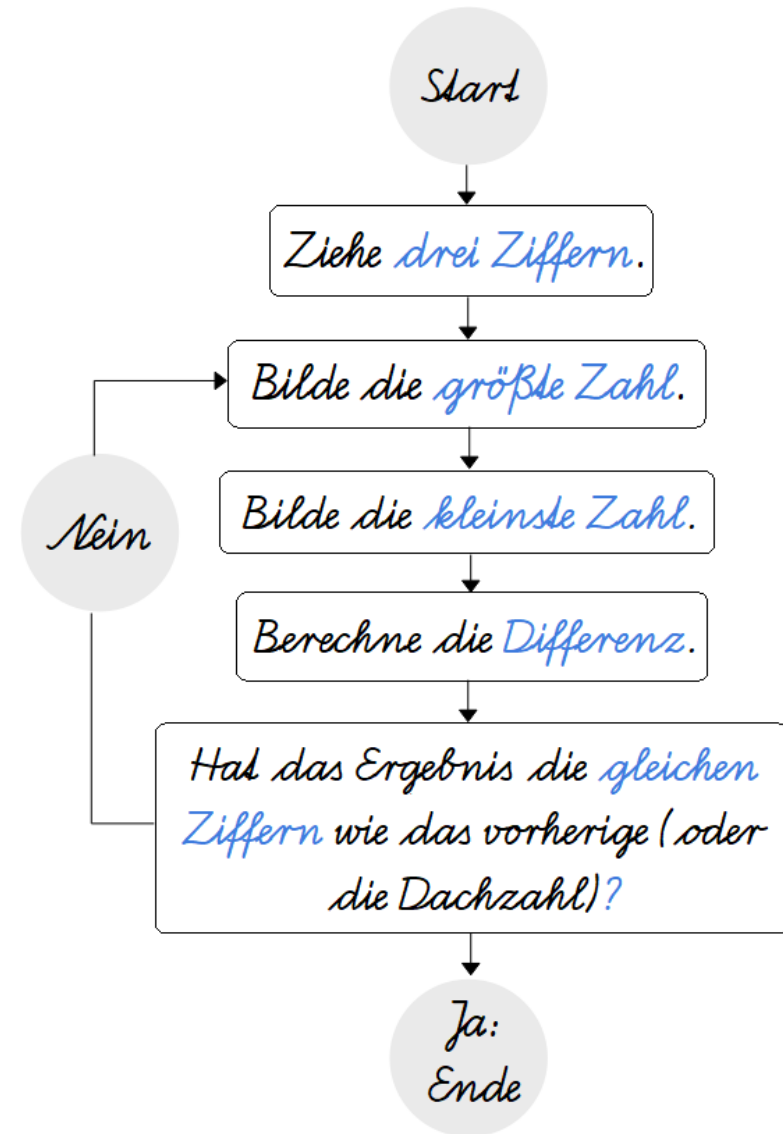 Start
Ziehe drei Ziffern.
Bilde die größte Zahl.
Nein
Bilde die kleinste Zahl.
Berechne die Differenz.
Hat das Ergebnis die gleichen
Ziffern wie das vorherige (oder
die Dachzahl)?
Ja:
Ende